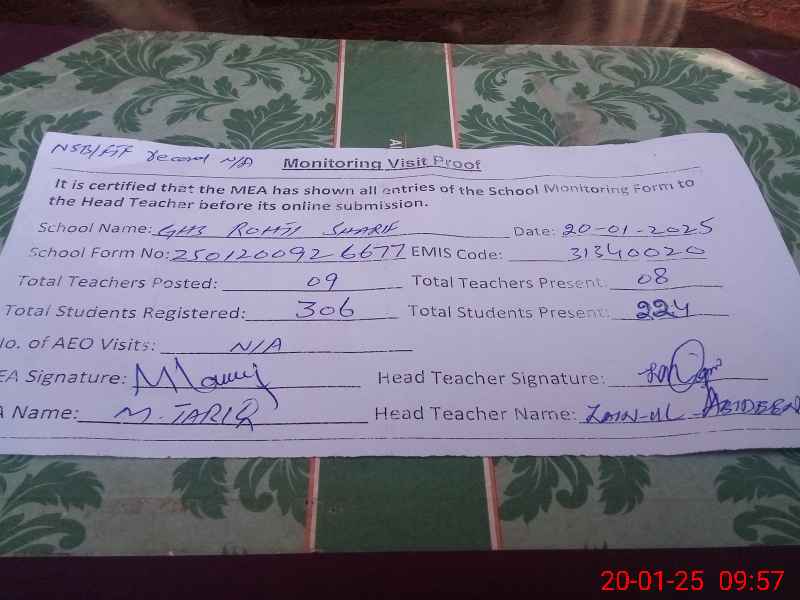 NSB/FTF record N/A
Monitoring Visit Proof
It is certified that the MEA has shown all entries of the School Monitoring Form to
the Head Teacher before its online submission.
School Name: GHS ROHTI SHARIF Date: 20-01-2025
School Form No: 2501200926677 EMIS Code: 31340020
Total Teachers Posted: 09 Total Teachers Present: 08
Total Students Registered: 306 Total Students Present: 224
No. of AEO Visits: N/A
EA Signature: Head Teacher Signature:
A Name: M. TARIQ Head Teacher Name: ZAIN-UL-ABIDEEN
20-01-25 09:57